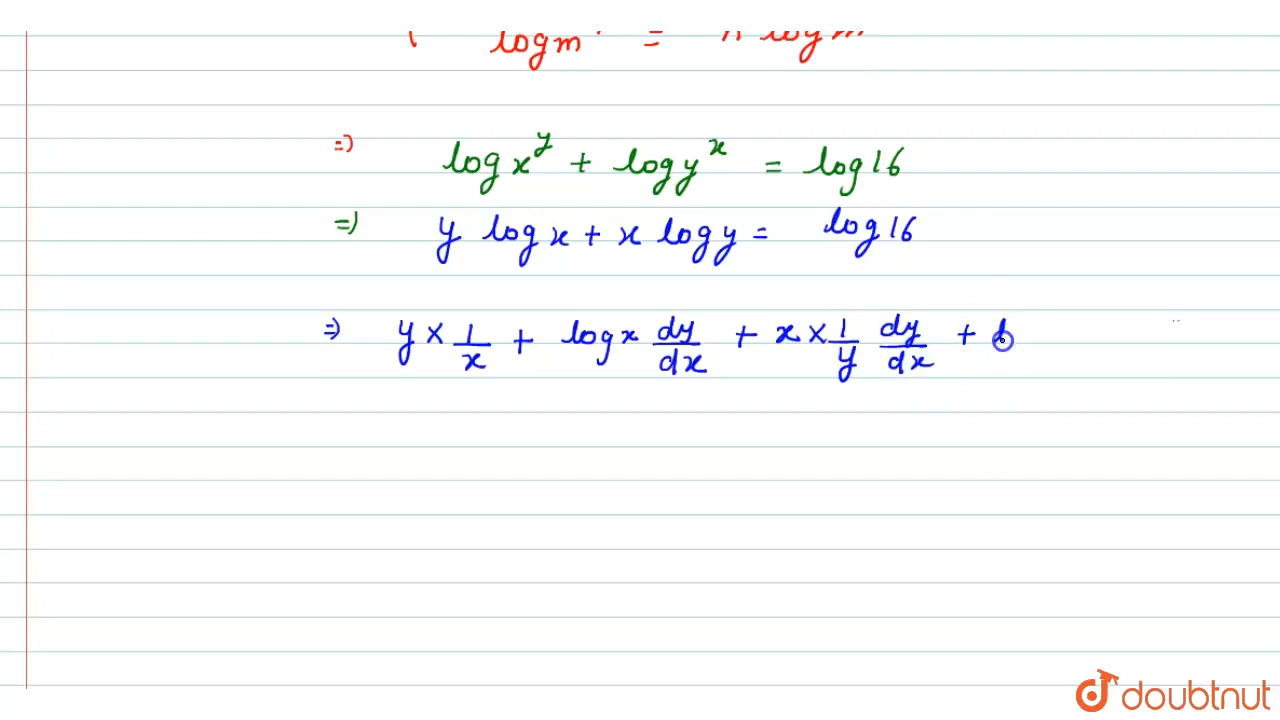 log m = n log m
=) log x^y + log y^x = log 16
=) y log x + x log y = log 16
=) y × 1/x + log x dy/dx + x × 1/y dy/dx + l
doubtnut